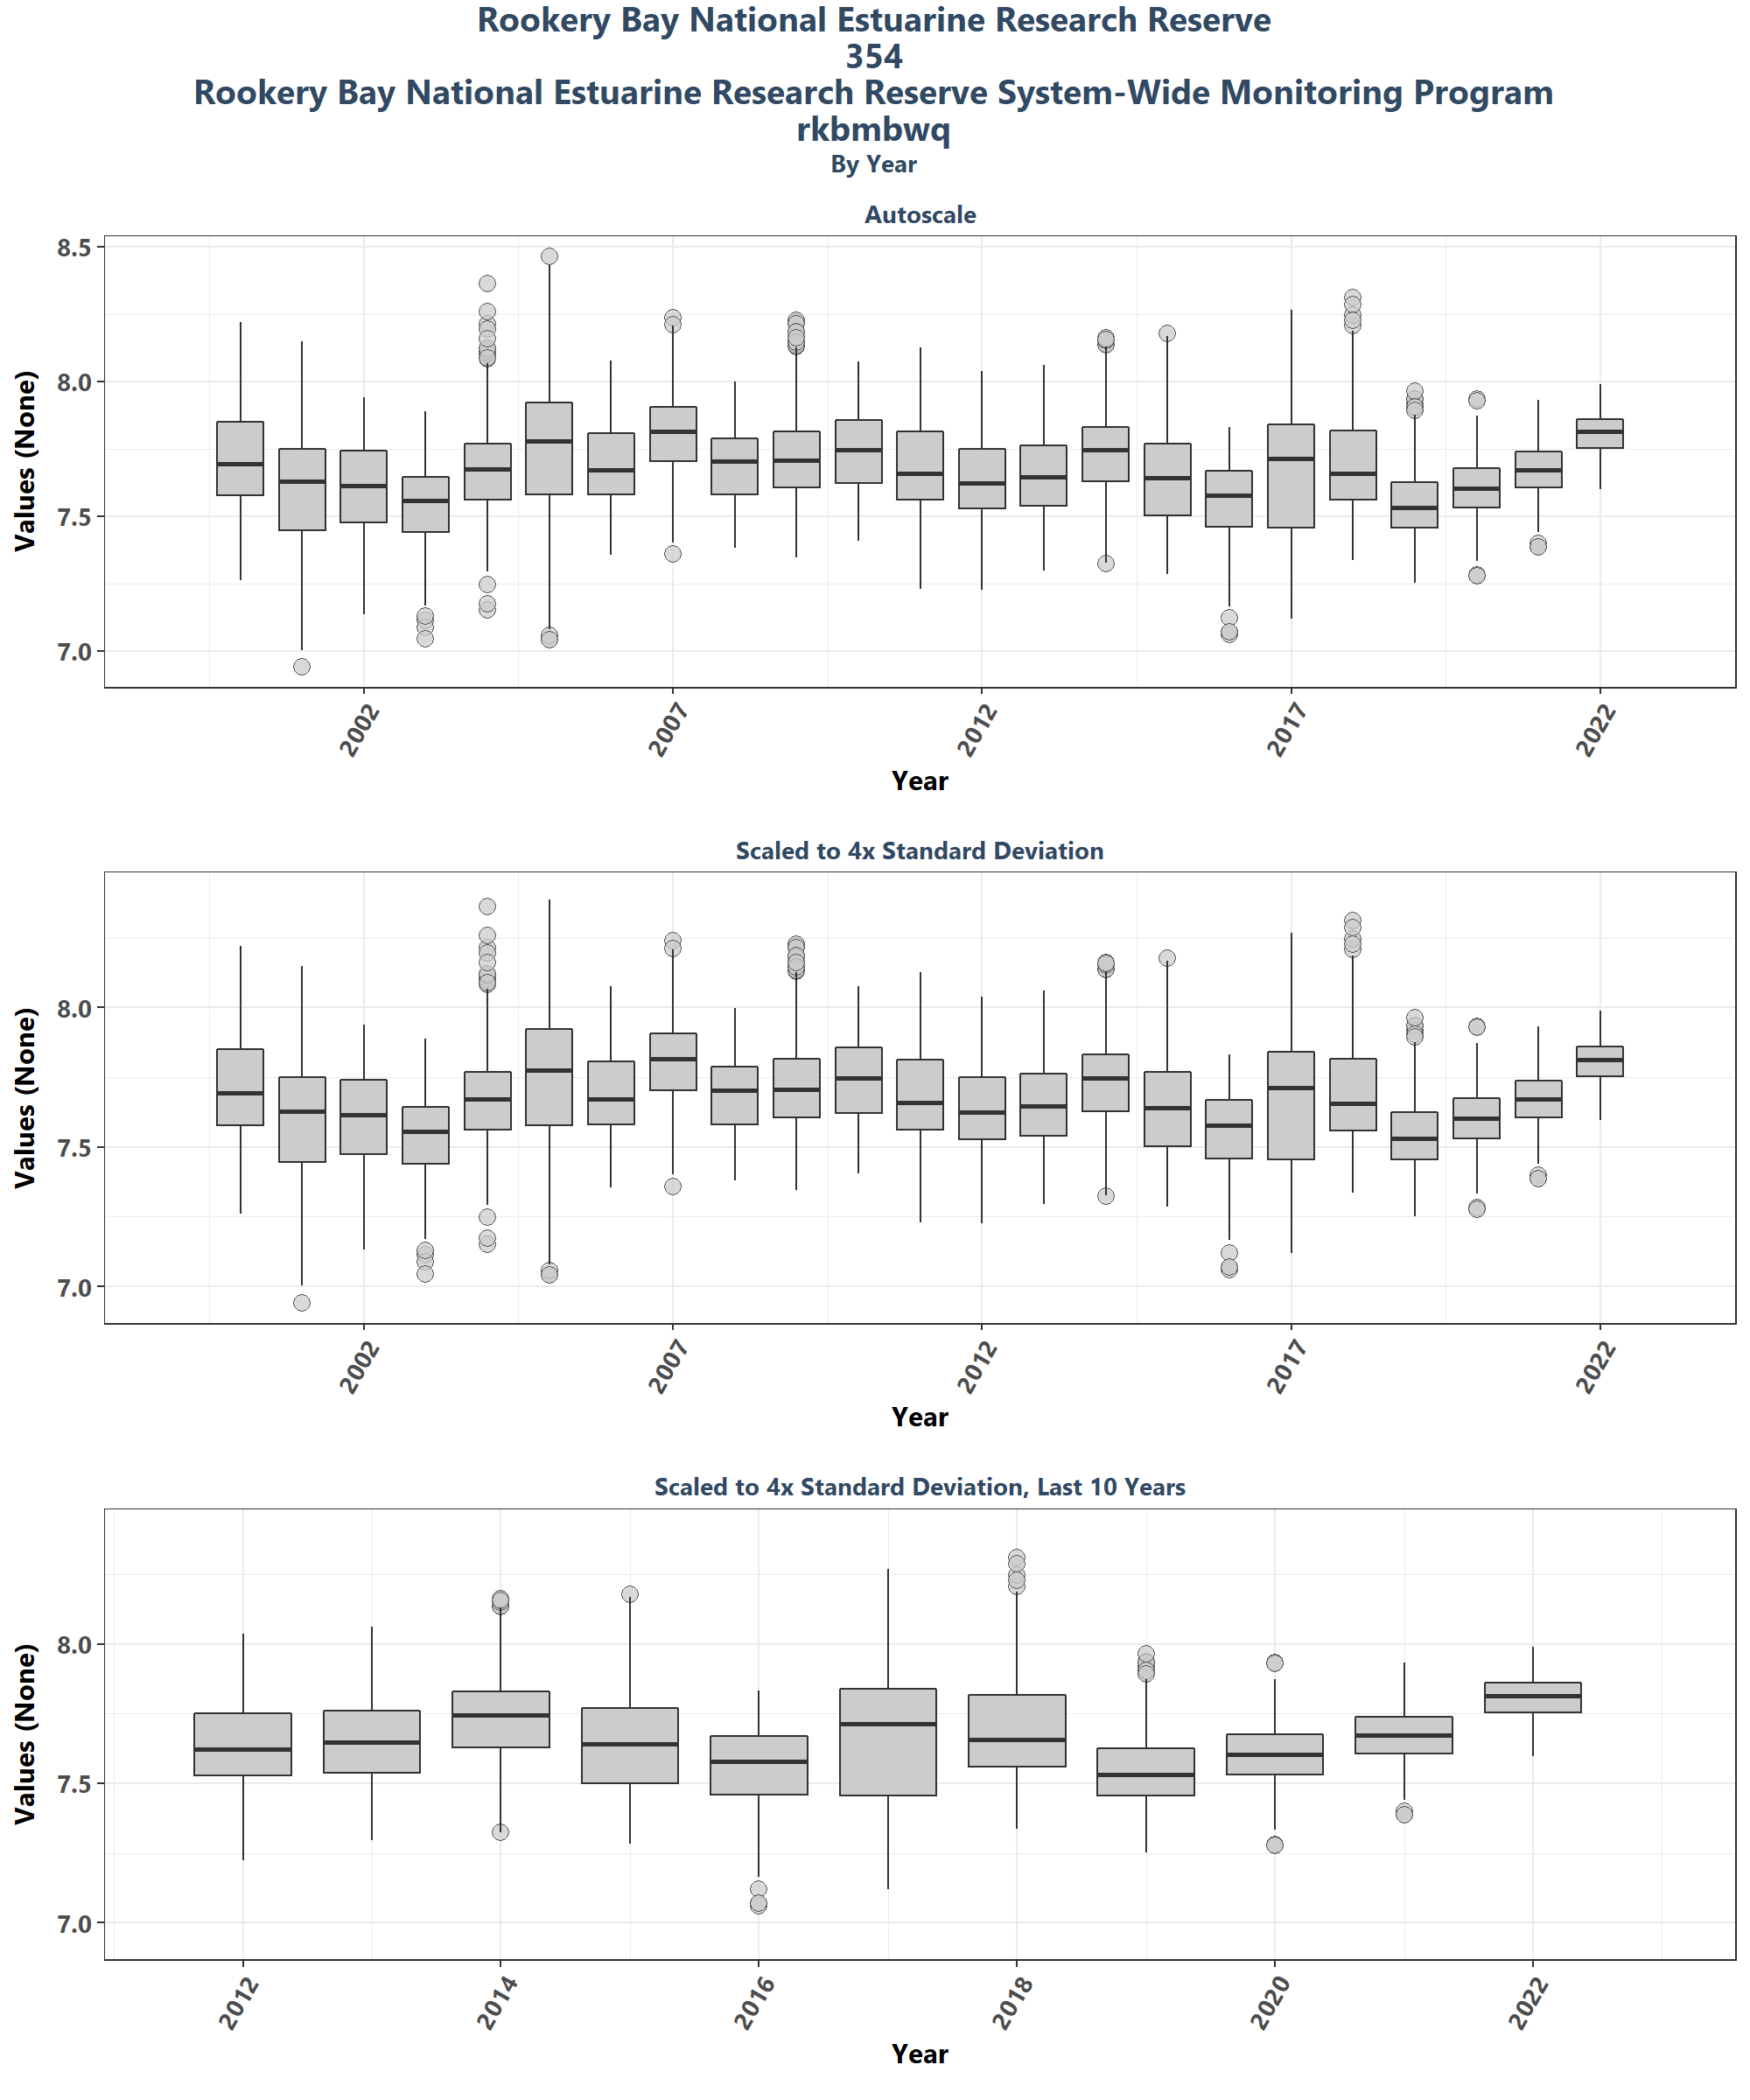 Rookery Bay National Estuarine Research Reserve
354
Rookery Bay National Estuarine Research Reserve System-Wide Monitoring Program
rkbmbwq
By Year
Autoscale
Values (None)
8.5
8.0
7.5
7.0
2002 2007 2012 2017 2022
Year
Scaled to 4x Standard Deviation
Values (None)
8.0
7.5
7.0
2002 2007 2012 2017 2022
Year
Scaled to 4x Standard Deviation, Last 10 Years
Values (None)
8.0
7.5
7.0
2012 2014 2016 2018 2020 2022
Year